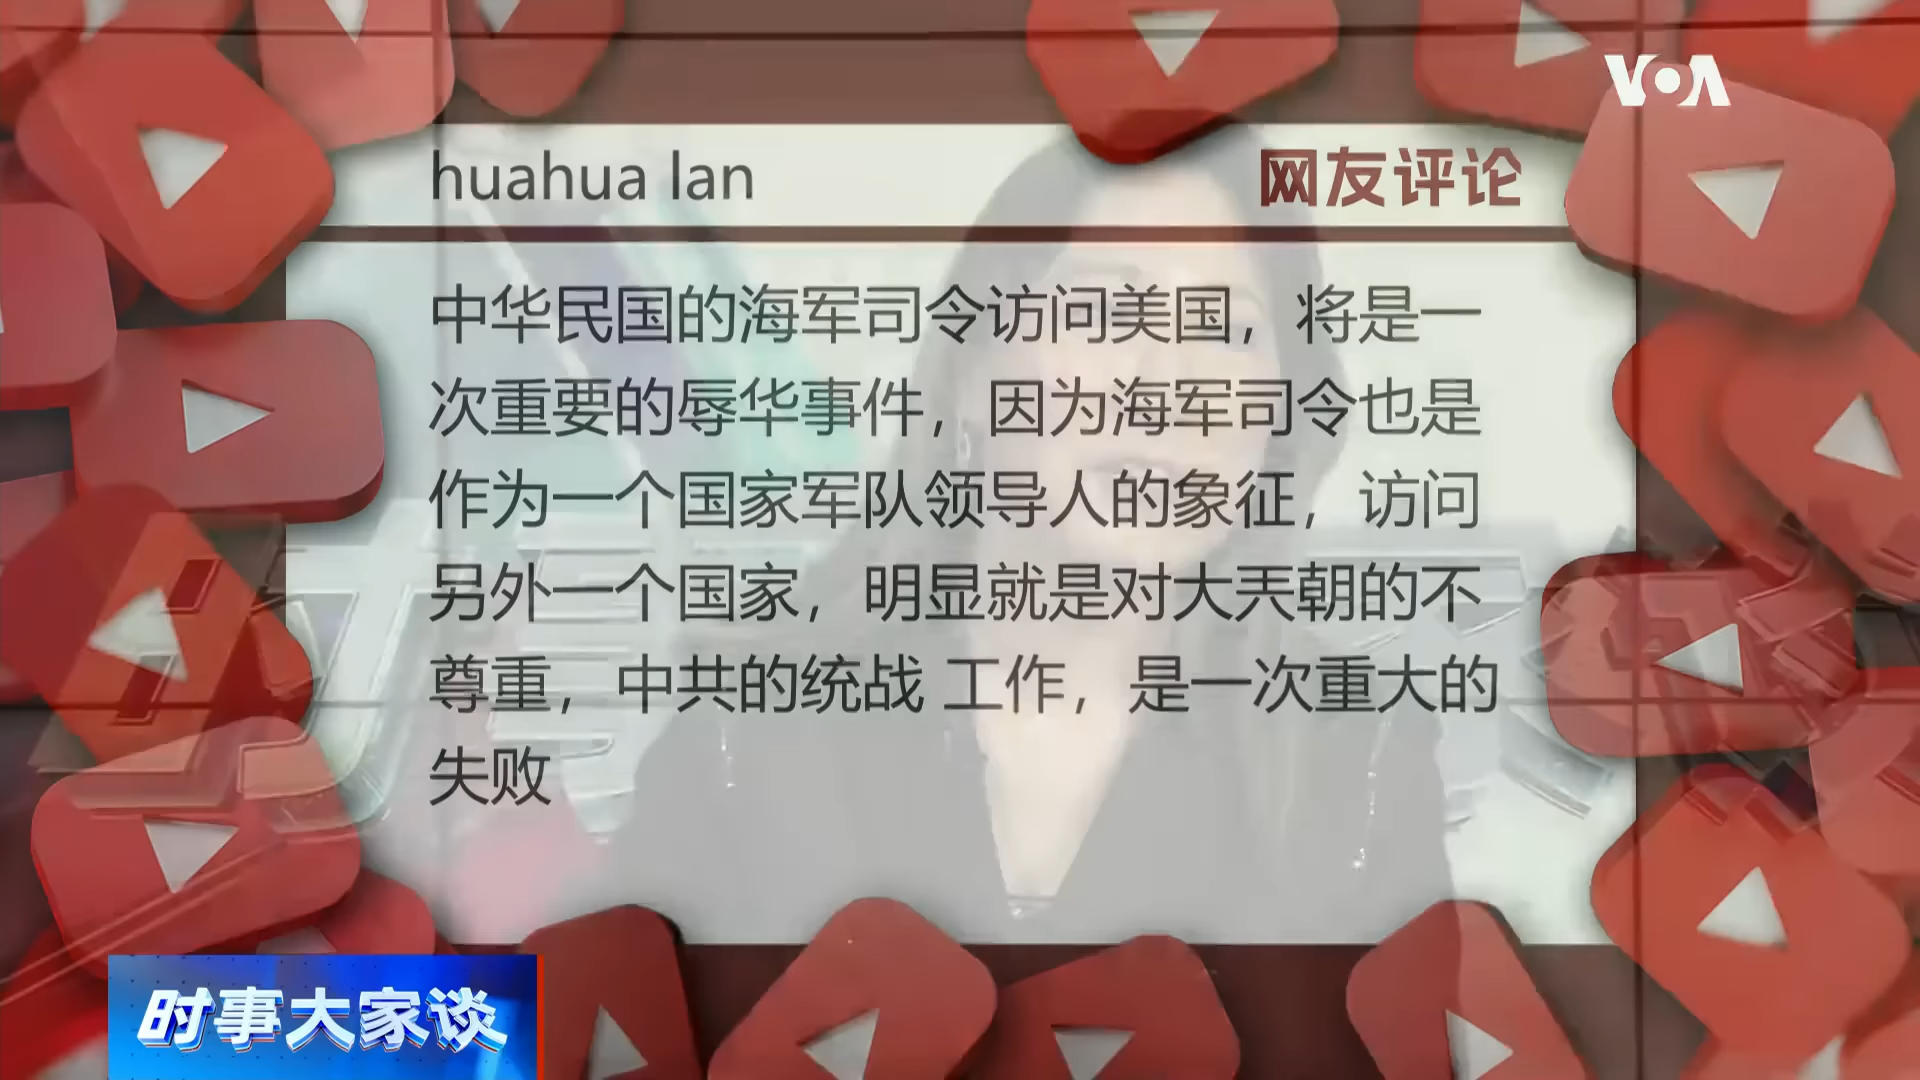 VOA
huahua lan
网友评论
中华民国的海军司令访问美国，将是一
次重要的辱华事件，因为海军司令也是
作为一个国家军队领导人的象征，访问
另外一个国家，明显就是对大兲朝的不
尊重，中共的统战 工作，是一次重大的
失败
时事大家谈